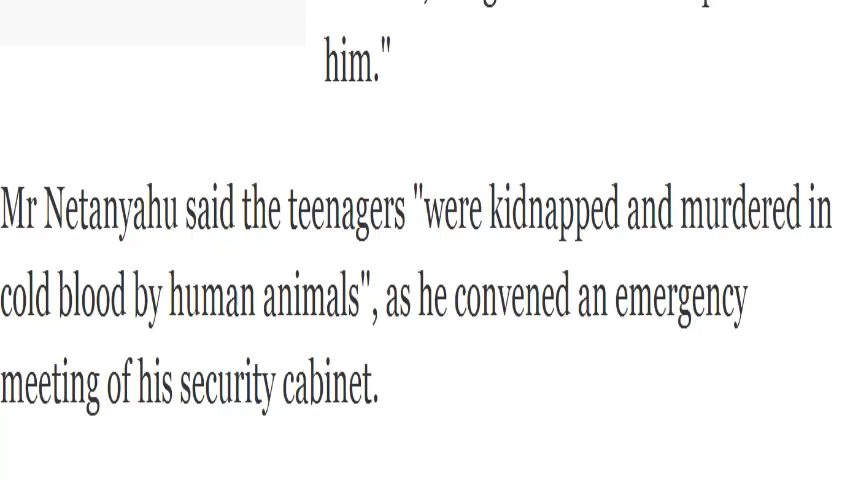 him."
Mr Netanyahu said the teenagers "were kidnapped and murdered in
cold blood by human animals", as he convened an emergency
meeting of his security cabinet.